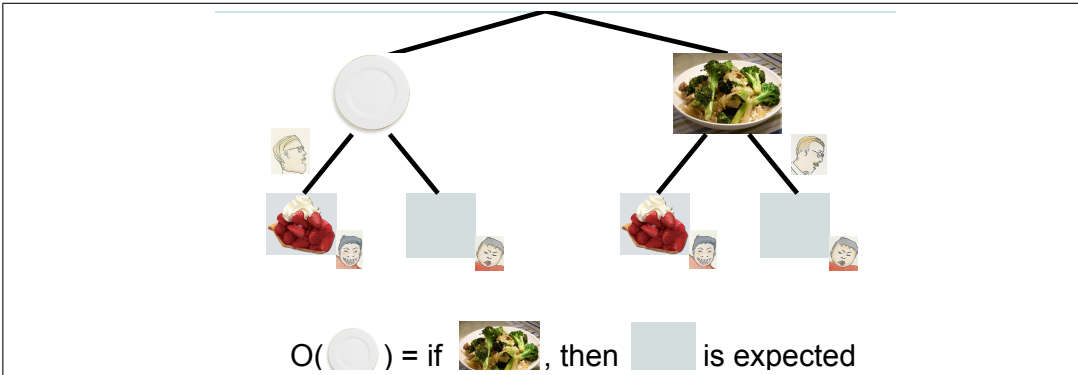 O( ) = if , then is expected